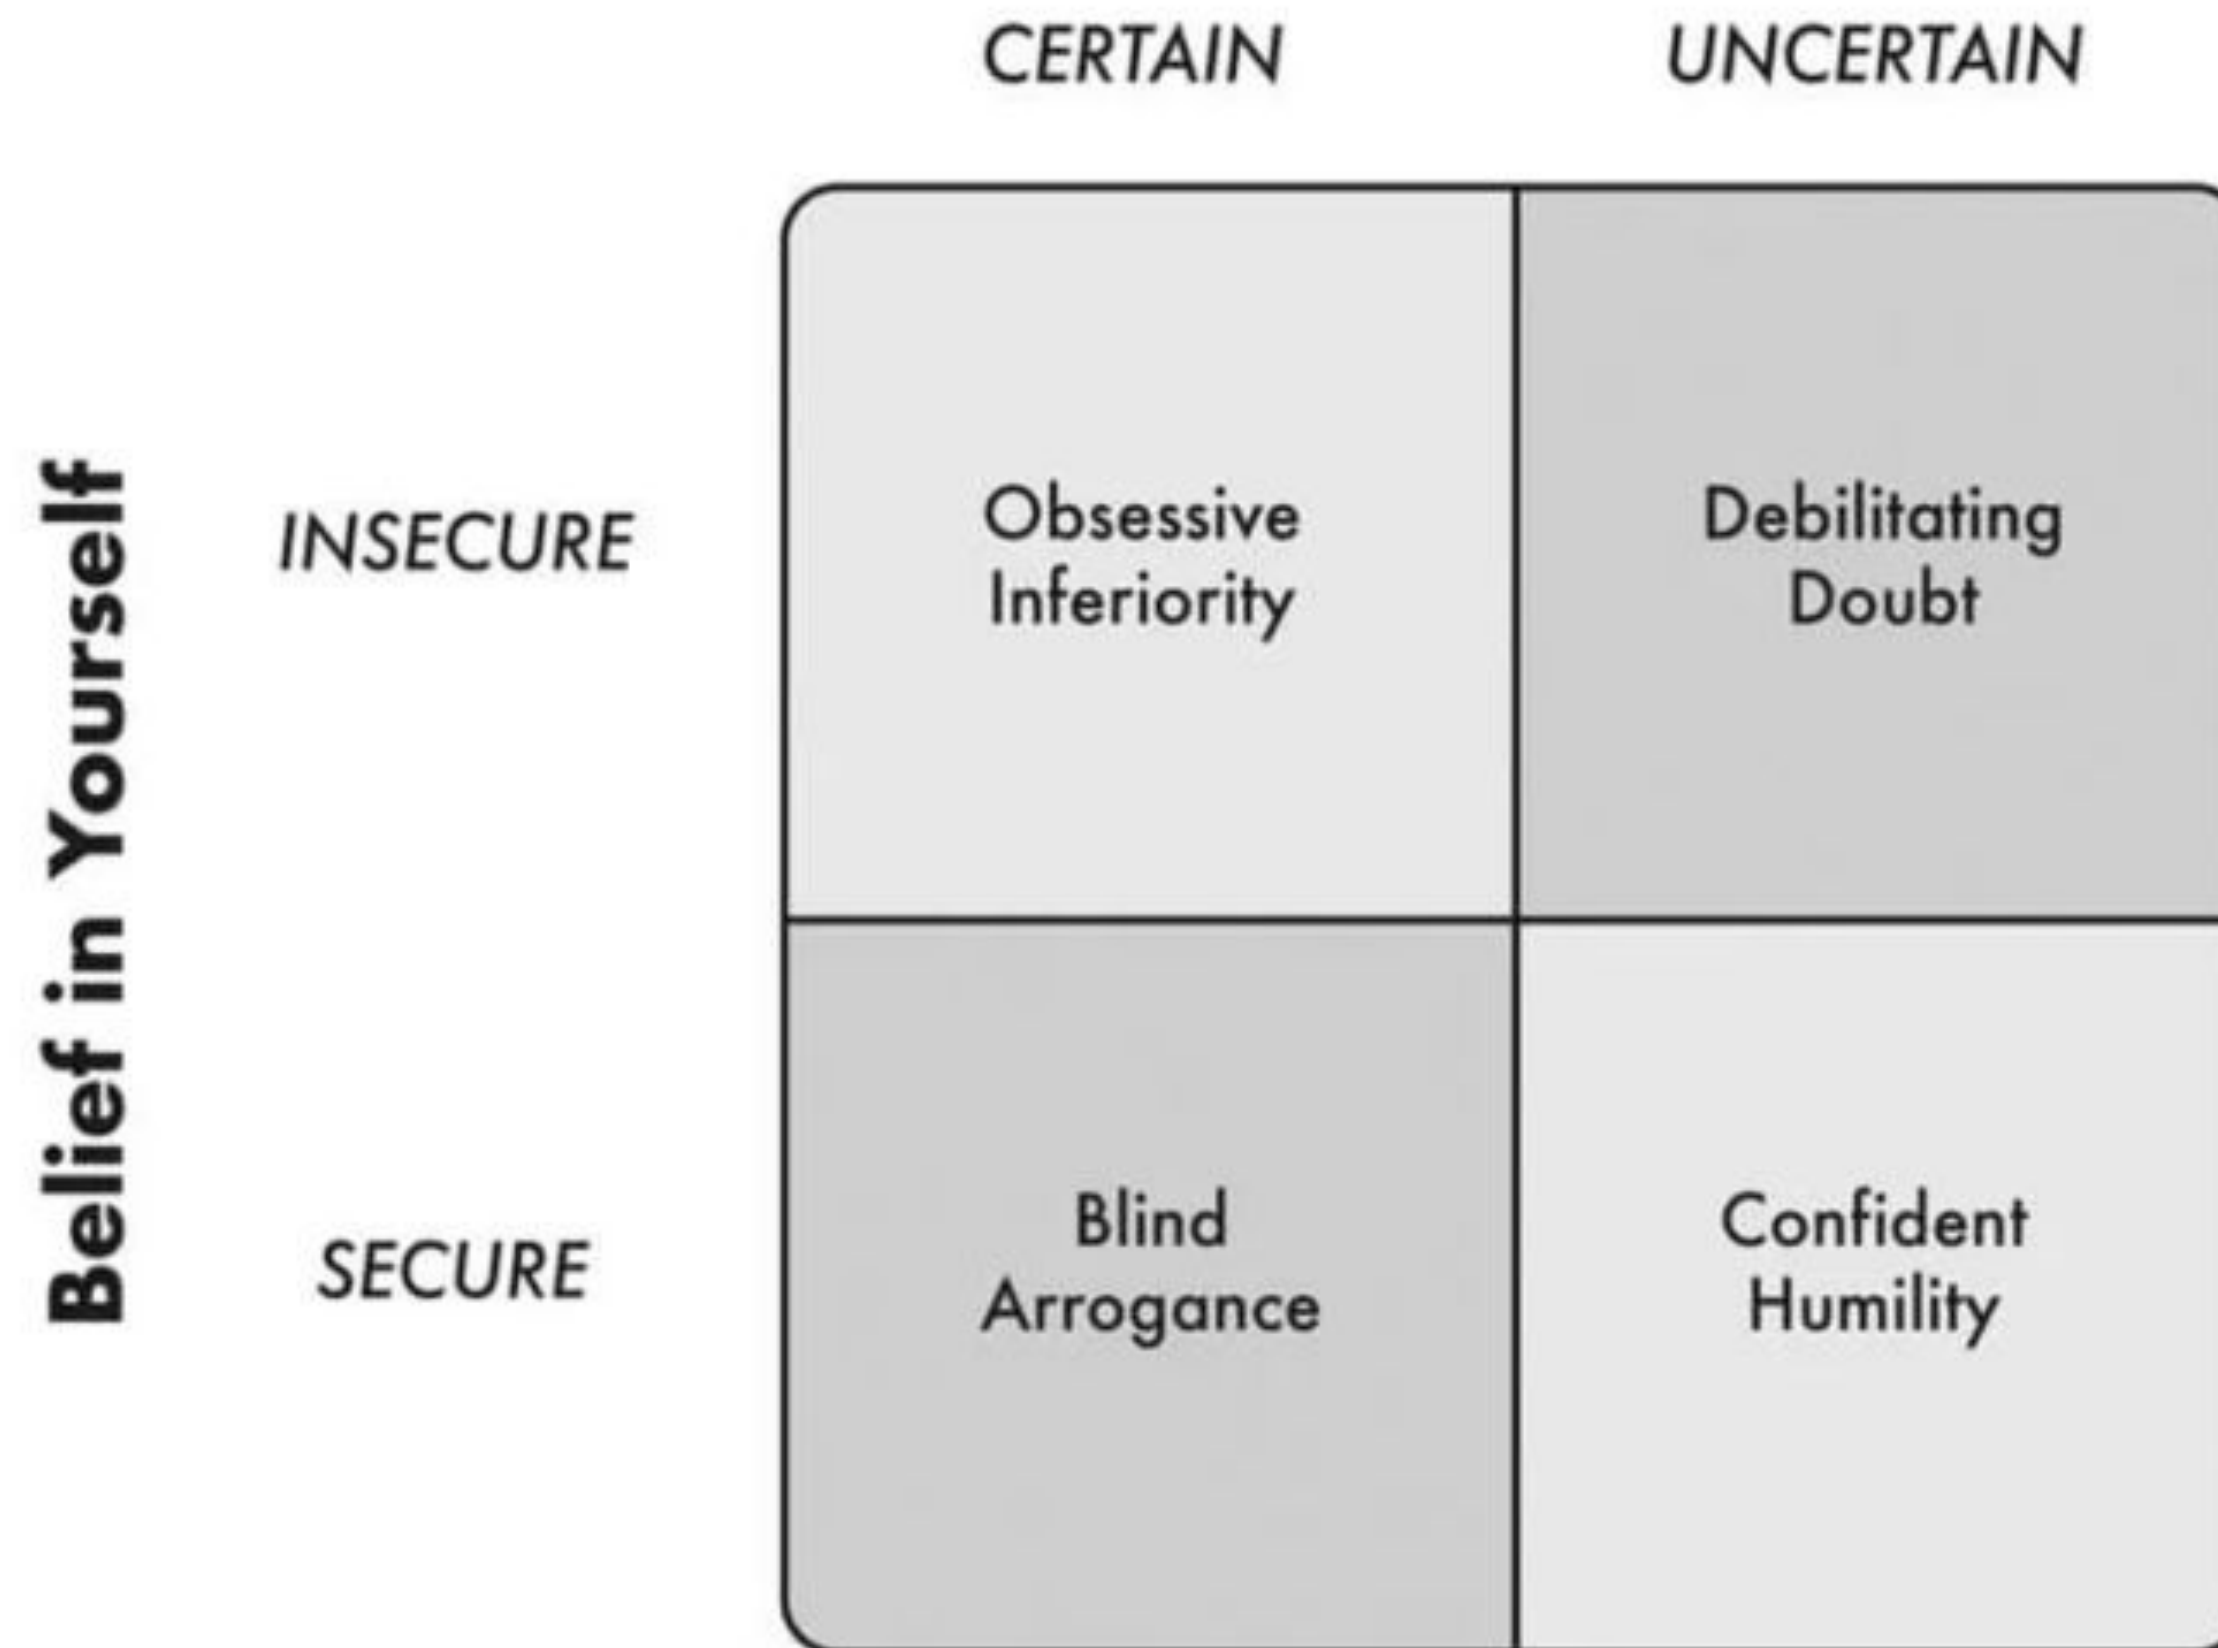 CERTAIN UNCERTAIN
Belief in Yourself
INSECURE
Obsessive
Inferiority
Debilitating
Doubt
SECURE
Blind
Arrogance
Confident
Humility